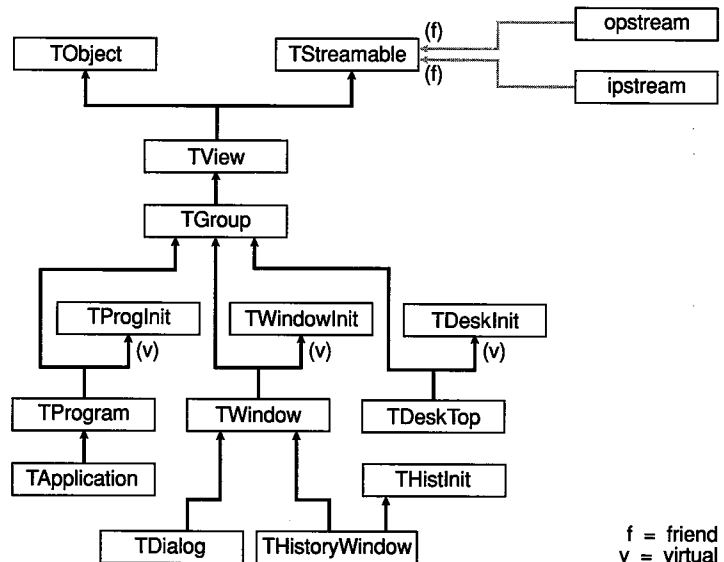 opstream
(f)
TObject
TStreamable
(f)
ipstream
TView
TGroup
TProgInit
TWindowInit
TDeskInit
(v)
(v)
(v)
TProgram
TWindow
TDeskTop
TApplication
THistInit
TDialog
THistoryWindow
f = friend
v = virtual